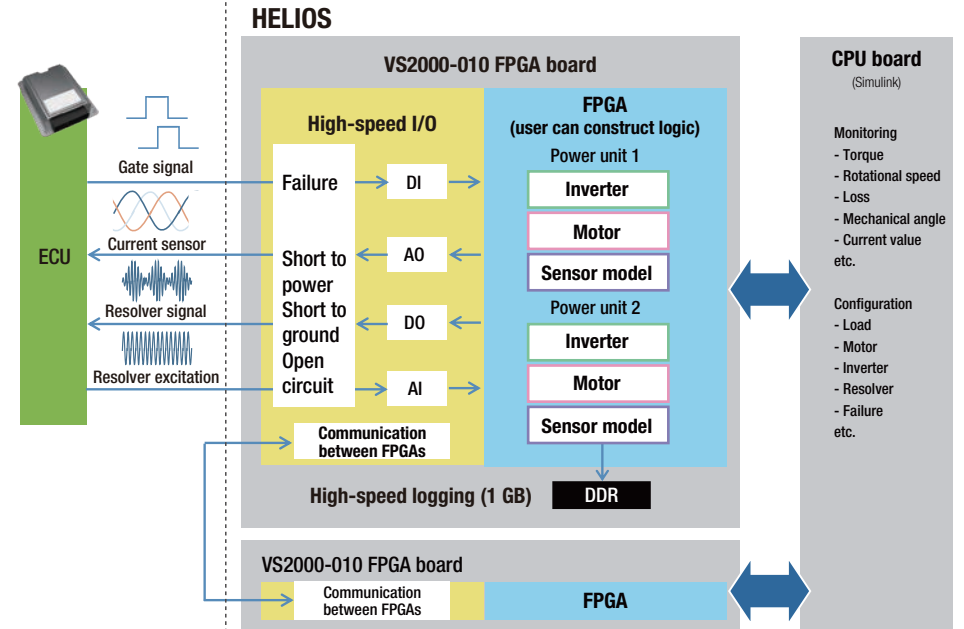 HELIOS
VS2000-010 FPGA board
High-speed I/O
FPGA
(user can construct logic)
Power unit 1
Inverter
Motor
Sensor model
Power unit 2
Inverter
Motor
Sensor model
Failure
Short to
power
Short to
ground
Open
circuit
DI
AO
DO
AI
Communication
between FPGAs
High-speed logging (1 GB)
DDR
ECU
Gate signal
Current sensor
Resolver signal
Resolver excitation
VS2000-010 FPGA board
Communication
between FPGAs
FPGA
CPU board
(Simulink)
Monitoring
- Torque
- Rotational speed
- Loss
- Mechanical angle
- Current value
etc.
Configuration
- Load
- Motor
- Inverter
- Resolver
- Failure
etc.